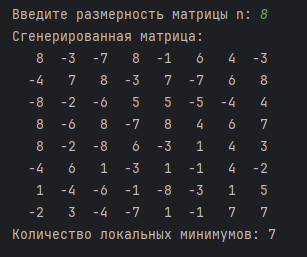 Введите размерность матрицы n: 8
Сгенерированная матрица:
8 -3 -7 8 -1 6 4 -3
-4 7 8 -3 7 -7 6 8
-8 -2 -6 5 5 -5 -4 4
8 -6 8 -7 8 4 6 7
8 -2 -8 6 -3 1 4 3
-4 6 1 -3 1 -1 4 -2
1 -4 -6 -1 -8 -3 1 5
-2 3 -4 -7 1 -1 7 7
Количество локальных минимумов: 7